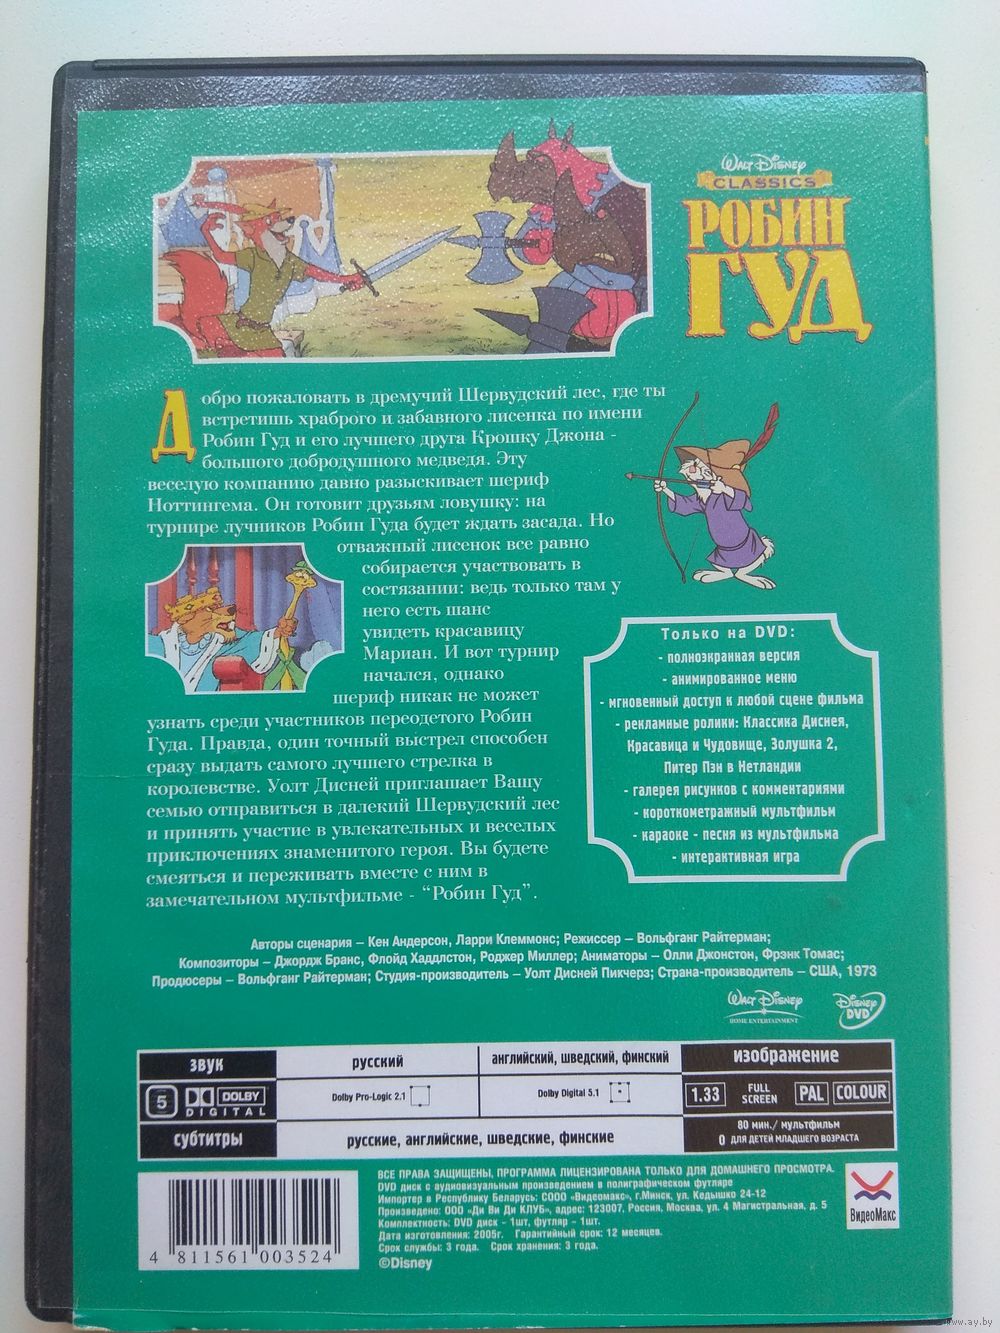 WALT DISNEY
CLASSICS
РОБИН
ГУД
Добро пожаловать в дремучий Шервудский лес, где ты
встретишь храброго и забавного лисенка по имени
Робин Гуд и его лучшего друга Крошку Джона -
большого добродушного медведя. Эту
веселую компанию давно разыскивает шериф
Ноттингема. Он готовит друзьям ловушку: на
турнире лучников Робин Гуда будет ждать засада. Но
отважный лисенок все равно
собирается участвовать в
состязании: ведь только там у
него есть шанс
увидеть красавицу
Мариан. И вот турнир
начался, однако
шериф никак не может
узнать среди участников переодетого Робин
Гуда. Правда, один точный выстрел способен
сразу выдать самого лучшего стрелка в
королевстве. Уолт Дисней приглашает Вашу
семью отправиться в далекий Шервудский лес
и принять участие в увлекательных и веселых
приключениях знаменитого героя. Вы будете
смеяться и переживать вместе с ним в
замечательном мультфильме - “Робин Гуд”.
Только на DVD:
- полноэкранная версия
- анимированное меню
- мгновенный доступ к любой сцене фильма
- рекламные ролики: Классика Диснея,
Красавица и Чудовище, Золушка 2,
Питер Пэн в Нетландии
- галерея рисунков с комментариями
- короткометражный мультфильм
- караоке - песня из мультфильма
- интерактивная игра
Авторы сценария – Кен Андерсон, Ларри Клеммонс; Режиссер – Вольфганг Райтерман;
Композиторы – Джордж Бранс, Флойд Хаддлстон, Роджер Миллер; Аниматоры – Олли Джонстон, Фрэнк Томас;
Продюсеры – Вольфганг Райтерман; Студия-производитель – Уолт Дисней Пикчерз; Страна-производитель – США, 1973
WALT DISNEY
HOME ENTERTAINMENT
Disney
DVD
звук
русский
английский, шведский, финский
изображение
5
DOLBY
DIGITAL
Dolby Pro-Logic 2.1
Dolby Digital 5.1
1.33
FULL
SCREEN
PAL
COLOUR
субтитры
русские, английские, шведские, финские
80 мин./ мультфильм
0 ДЛЯ ДЕТЕЙ МЛАДШЕГО ВОЗРАСТА
ВСЕ ПРАВА ЗАЩИЩЕНЫ, ПРОГРАММА ЛИЦЕНЗИРОВАНА ТОЛЬКО ДЛЯ ДОМАШНЕГО ПРОСМОТРА.
DVD диск с аудиовизуальным произведением в полиграфическом футляре
Импортер в Республику Беларусь: СООО «Видеомакс», г.Минск, ул. Кедышко 24-12
Произведено: ООО «Ди Ви Ди КЛУБ», адрес: 123007, Россия, Москва, ул. 4 Магистральная, д. 5
Комплектность: DVD диск - 1шт, футляр - 1шт.
Дата изготовления: 2005г. Гарантийный срок: 12 месяцев.
Срок службы: 3 года. Срок хранения: 3 года.
©Disney
4 811561 003524
ВидеоМакс
www.ay.by